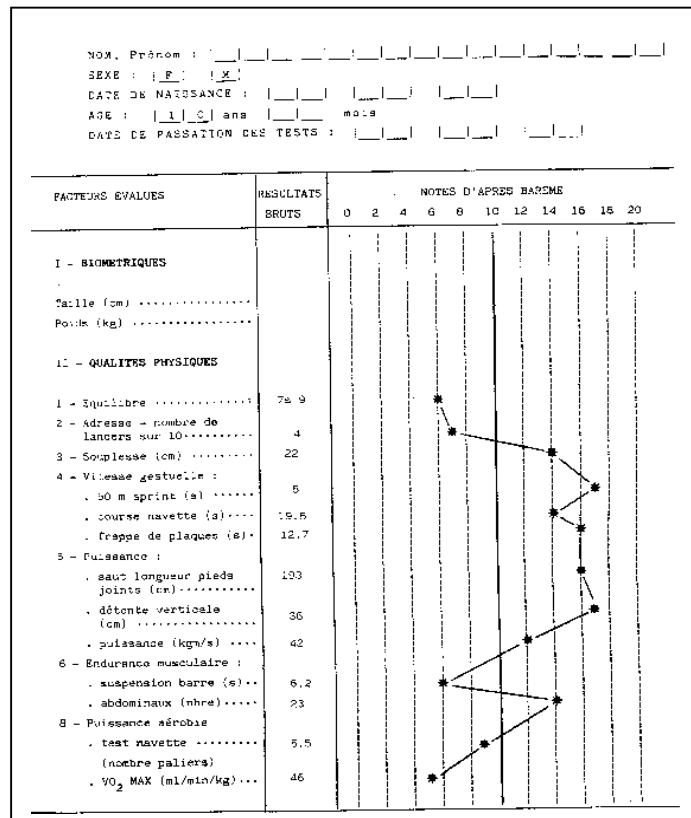 NOM, Prénom :
SEXE : F M
DATE DE NAISSANCE :
AGE : 1 0 ans mois
DATE DE PASSATION DES TESTS :
FACTEURS EVALUES RESULTATS BRUTS NOTES D'APRES BAREME
0 2 4 6 8 10 12 14 16 18 20
I - BIOMETRIQUES
Taille (cm) ................
Poids (kg) ................
II - QUALITES PHYSIQUES
1 - Equilibre ............. 7s 9
2 - Adresse - nombre de
lancers sur 10.......... 4
3 - Souplesse (cm) ......... 22
4 - Vitesse gestuelle :
. 50 m sprint (s) ......
. course navette (s).... 19.5
. frappe de plaques (s). 12.7
5 - Puissance :
. saut longueur pieds 193
joints (cm) ...........
. détente verticale
(cm) ................. 36
. puissance (kgm/s) .... 42
6 - Endurance musculaire :
. suspension barre (s).. 6.2
. abdominaux (nbre)..... 23
8 - Puissance aérobie
. test navette ......... 5.5
(nombre paliers)
. VO2 MAX (ml/min/kg)... 46